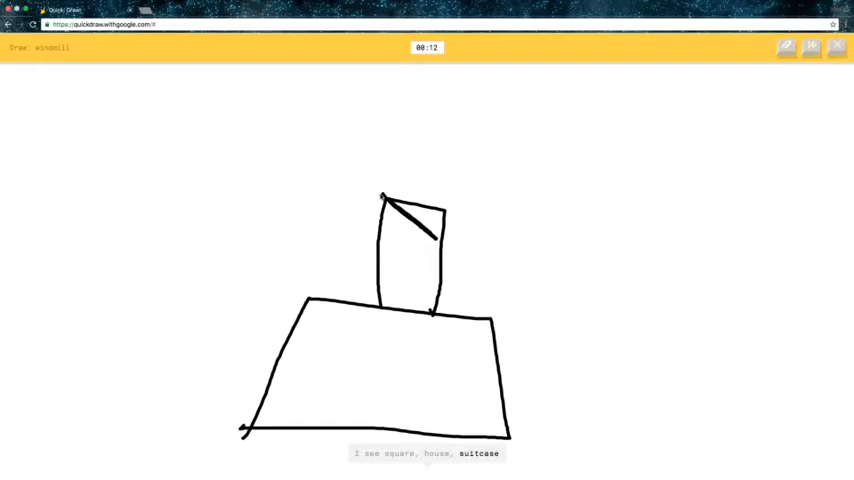 Quick, Draw!
https://quickdraw.withgoogle.com/#
Draw: windmill
00:12
I see square, house, suitcase